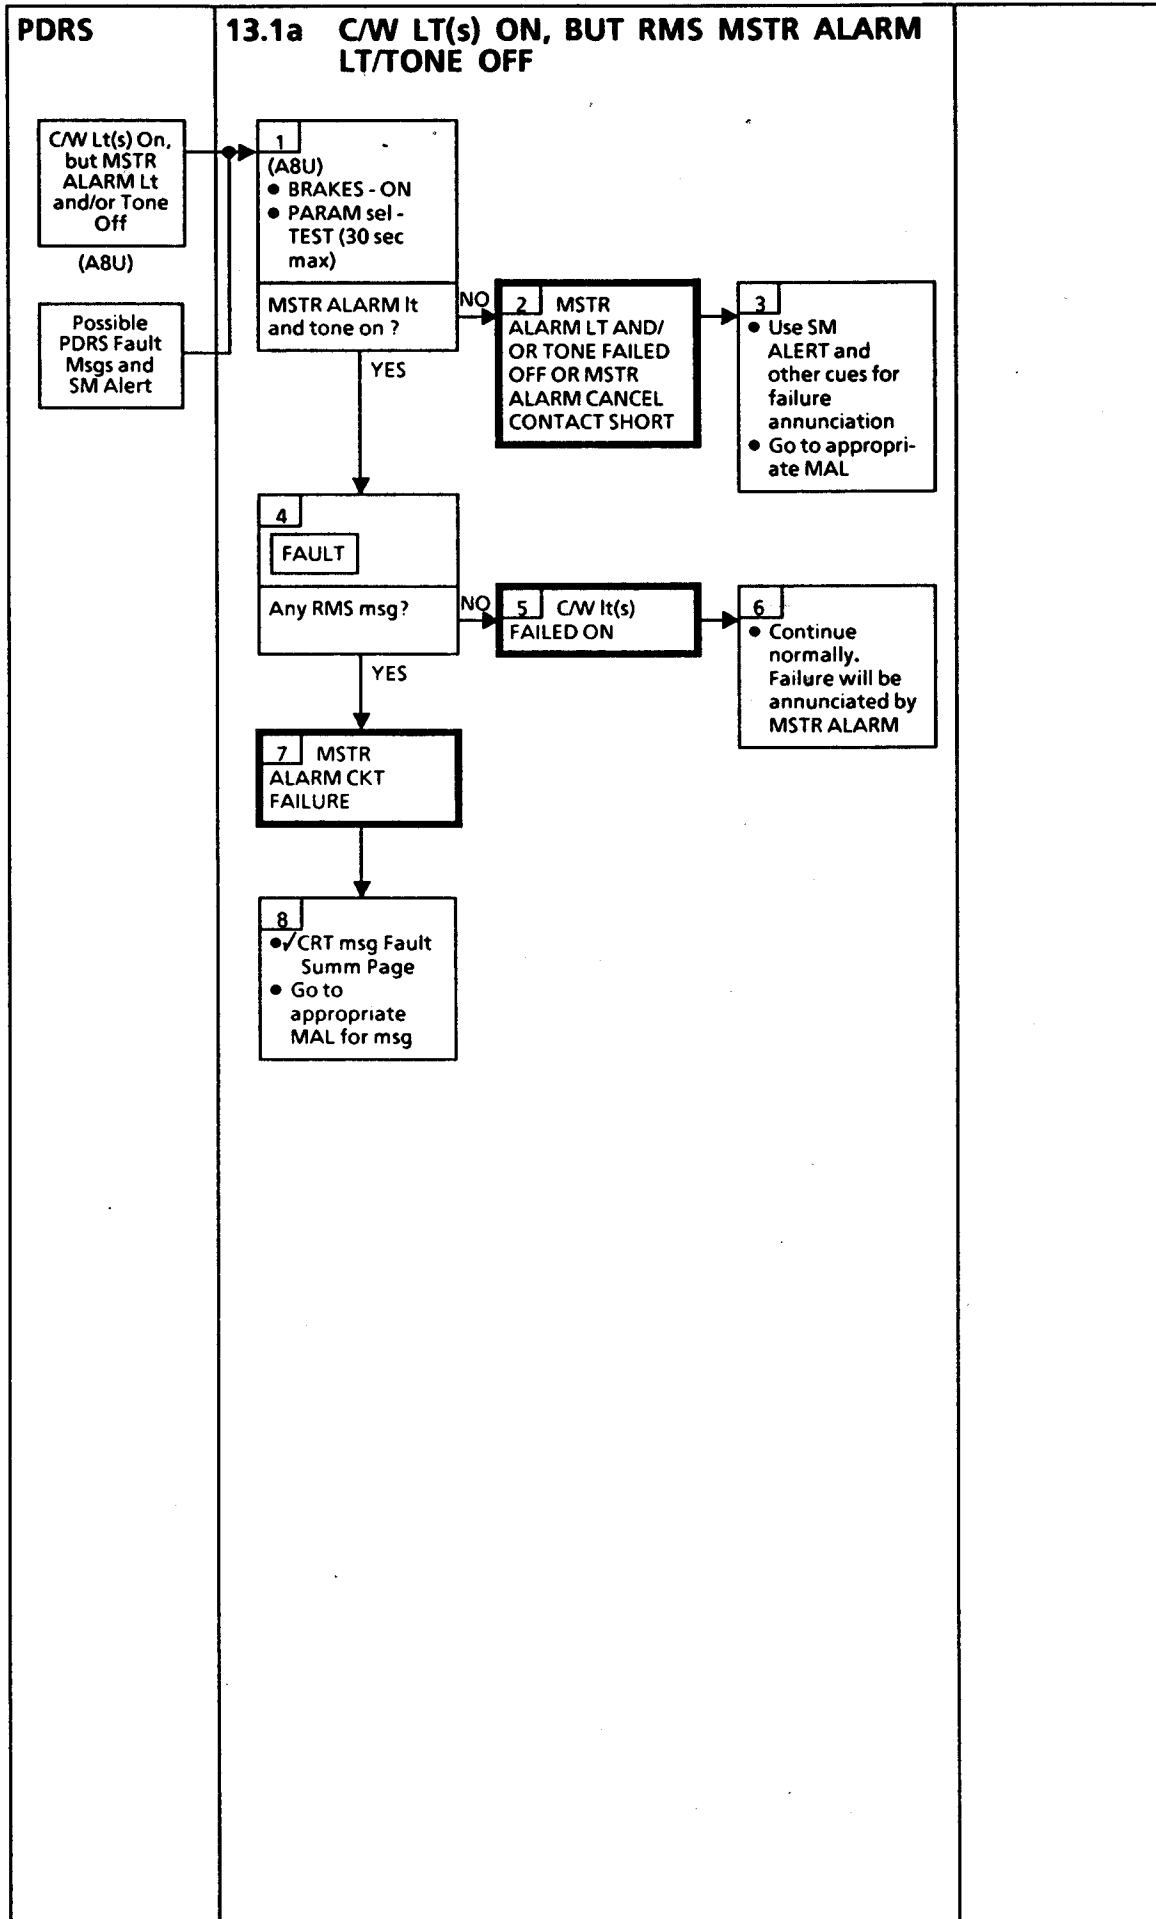 PDRS
13.1a C/W LT(s) ON, BUT RMS MSTR ALARM
LT/TONE OFF
C/W Lt(s) On,
but MSTR
ALARM Lt
and/or Tone
Off
(A8U)
Possible
PDRS Fault
Msgs and
SM Alert
1
(A8U)
• BRAKES - ON
• PARAM sel -
TEST (30 sec
max)
MSTR ALARM lt
and tone on ?
NO
YES
2 MSTR
ALARM LT AND/
OR TONE FAILED
OFF OR MSTR
ALARM CANCEL
CONTACT SHORT
3
• Use SM
ALERT and
other cues for
failure
annunciation
• Go to appropri-
ate MAL
4
FAULT
Any RMS msg?
NO
YES
5 C/W lt(s)
FAILED ON
6
• Continue
normally.
Failure will be
annunciated by
MSTR ALARM
7 MSTR
ALARM CKT
FAILURE
8
•√CRT msg Fault
Summ Page
• Go to
appropriate
MAL for msg